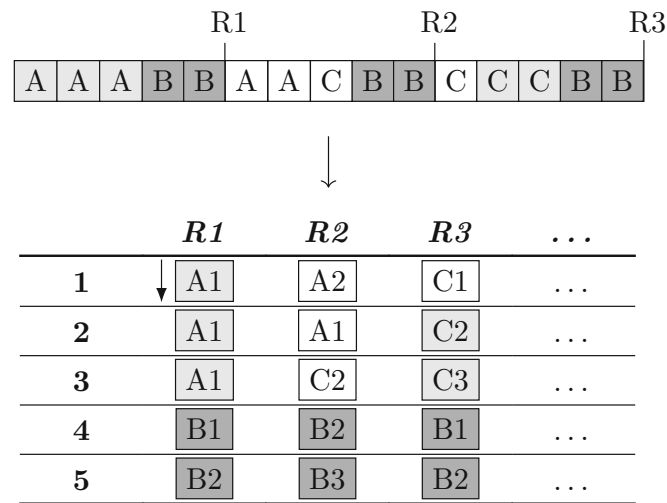 R1 R2 R3
A A A B B A A C B B C C C B B
R1 R2 R3 ...
1 A1 A2 C1 ...
2 A1 A1 C2 ...
3 A1 C2 C3 ...
4 B1 B2 B1 ...
5 B2 B3 B2 ...